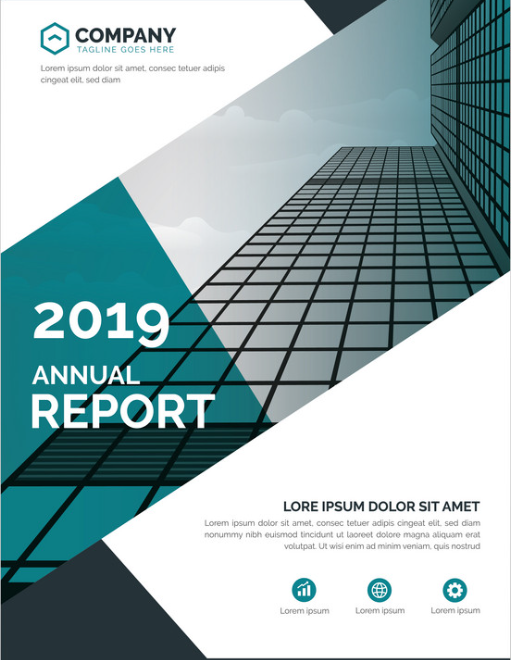 COMPANY
TAGLINE GOES HERE
Lorem ipsum dolor sit amet, consec tetuer adipis
cingeat elit, sed diam
2019
ANNUAL
REPORT
LORE IPSUM DOLOR SIT AMET
Lorem ipsum dolor sit amet, consec tetuer adipiscing elit, sed diam
nonummy nibh euismod tincidunt ut laoreet dolore magna aliquam erat
volutpat. Ut wisi enim ad minim veniam, quis nostrud
Lorem ipsum Lorem ipsum Lorem ipsum